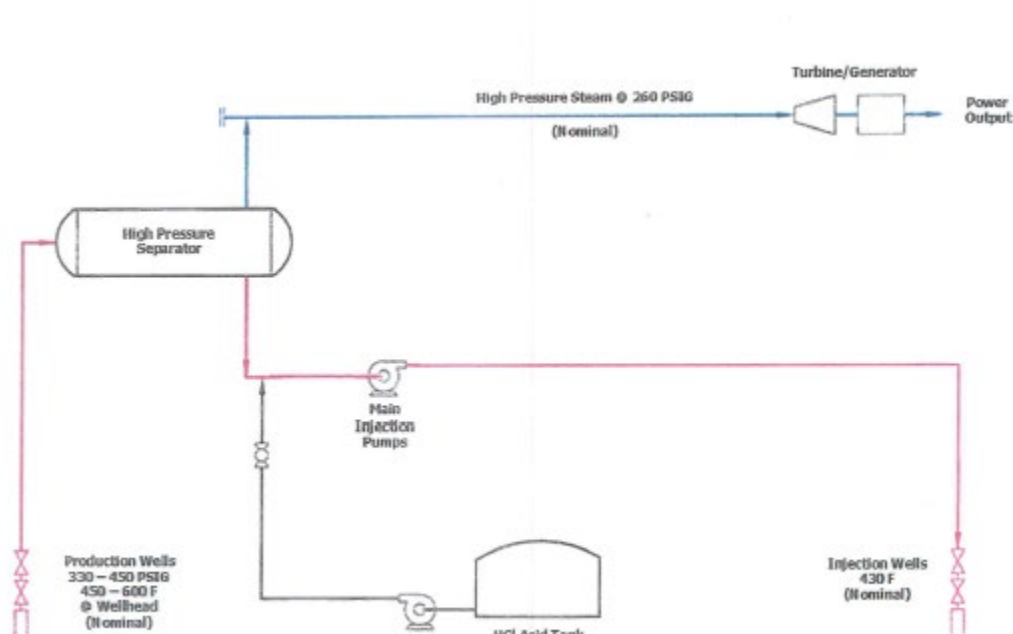 Turbine/Generator
High Pressure Steam @ 260 PSIG
(Nominal)
Power
Output
High Pressure
Separator
Main
Injection
Pumps
Production Wells
330 – 450 PSIG
450 – 600 F
@ Wellhead
(Nominal)
Injection Wells
430 F
(Nominal)
HCl Acid Tank